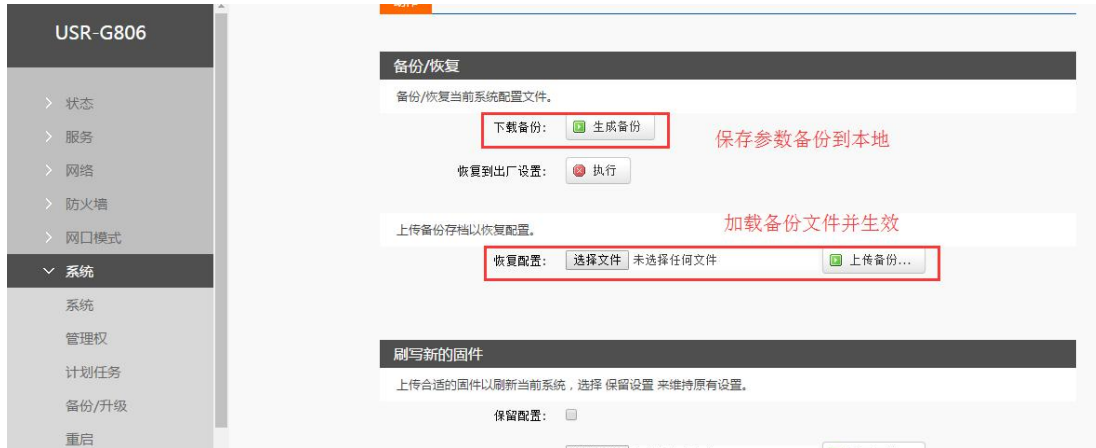 USR-G806
状态
服务
网络
防火墙
网口模式
系统
系统
管理权
计划任务
备份/升级
重启
动作
备份/恢复
备份/恢复当前系统配置文件。
下载备份: 生成备份
保存参数备份到本地
恢复到出厂设置: 执行
加载备份文件并生效
上传备份存档以恢复配置。
恢复配置: 选择文件 未选择任何文件 上传备份...
刷写新的固件
上传合适的固件以刷新当前系统，选择 保留设置 来维持原有设置。
保留配置: